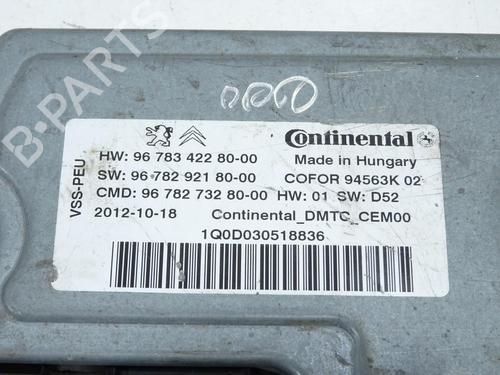 B-PARTS
Continental
HW: 96 783 422 80-00 Made in Hungary
SW: 96 782 921 80-00 COFOR 94563K 02
CMD: 96 782 732 80-00 HW: 01 SW: D52
2012-10-18 Continental_DMTC_CEM00
1Q0D030518836
VSS-PEU